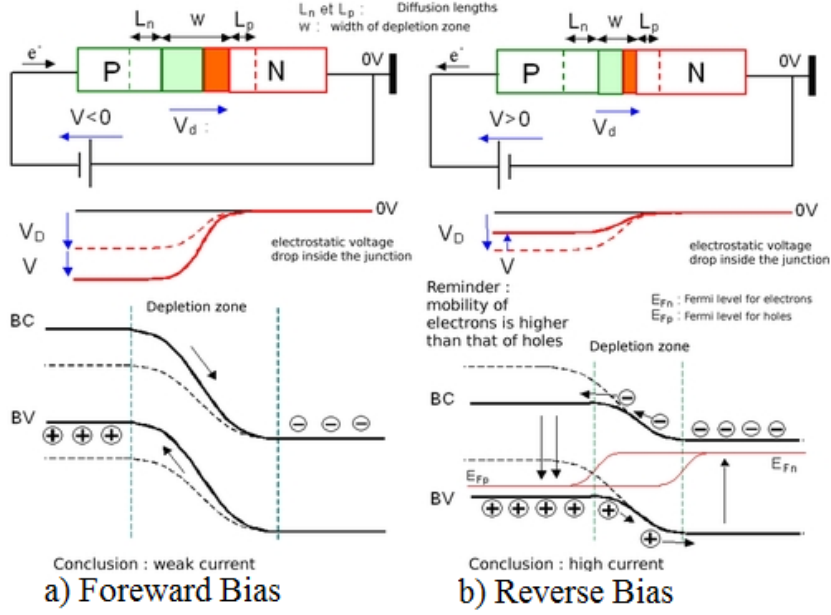 Ln et Lp : Diffusion lengths
w : width of depletion zone
Ln w Lp
e-
P N
0V
V<0
Vd :
0V
VD
V
electrostatic voltage
drop inside the junction
Depletion zone
BC
BV
+ + +
− − −
Conclusion : weak current
a) Foreward Bias
Ln w Lp
e-
P N
0V
V>0
Vd
0V
VD
V
electrostatic voltage
drop inside the junction
Reminder :
mobility of
electrons is higher
than that of holes
EFn : Fermi level for electrons
EFp : Fermi level for holes
Depletion zone
BC
− −
− − − −
EFp
EFn
BV
+ + + + +
+
Conclusion : high current
b) Reverse Bias